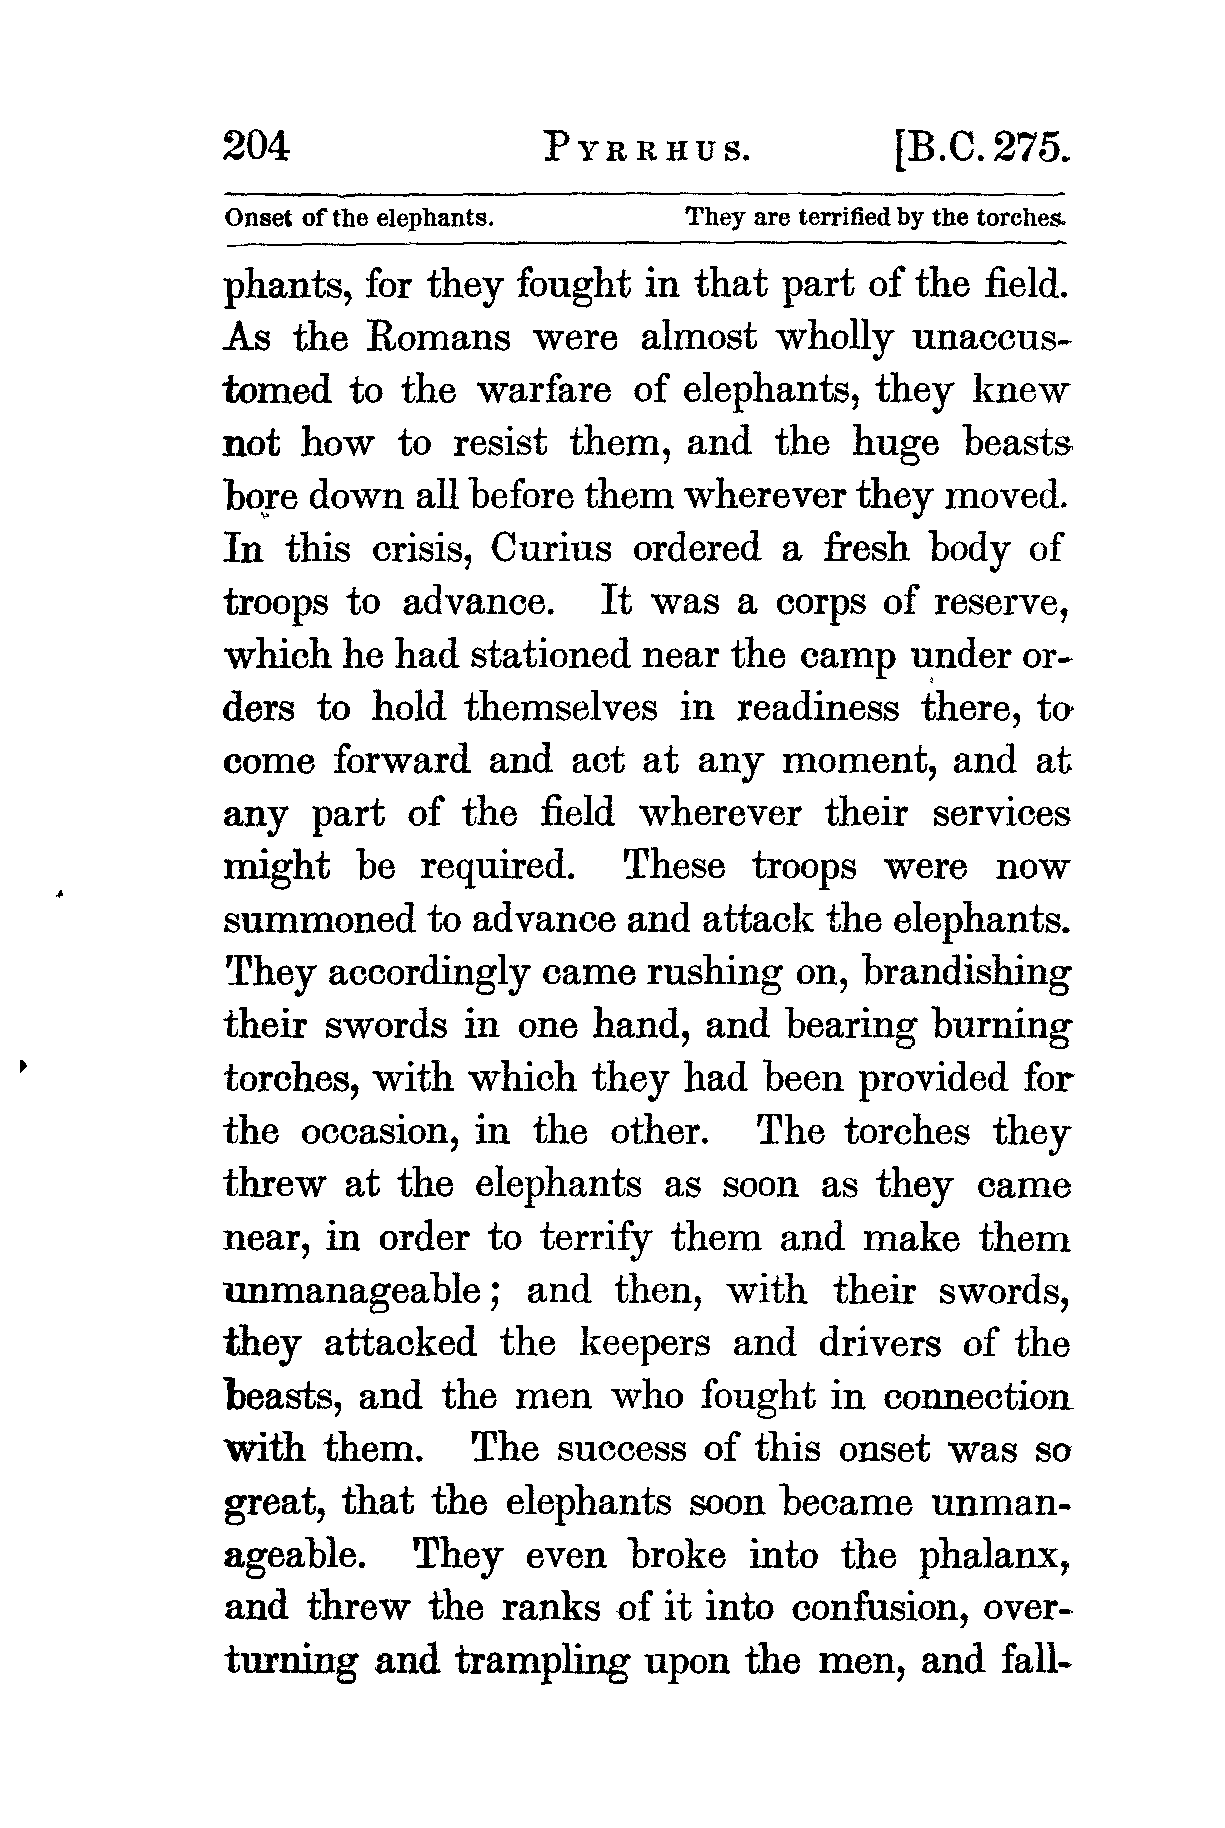 204 PYRRHUS. [B.C. 275.
Onset of the elephants. They are terrified by the torches.
phants, for they fought in that part of the field.
As the Romans were almost wholly unaccus-
tomed to the warfare of elephants, they knew
not how to resist them, and the huge beasts
bore down all before them wherever they moved.
In this crisis, Curius ordered a fresh body of
troops to advance. It was a corps of reserve,
which he had stationed near the camp under or-
ders to hold themselves in readiness there, to
come forward and act at any moment, and at
any part of the field wherever their services
might be required. These troops were now
summoned to advance and attack the elephants.
They accordingly came rushing on, brandishing
their swords in one hand, and bearing burning
torches, with which they had been provided for
the occasion, in the other. The torches they
threw at the elephants as soon as they came
near, in order to terrify them and make them
unmanageable; and then, with their swords,
they attacked the keepers and drivers of the
beasts, and the men who fought in connection
with them. The success of this onset was so
great, that the elephants soon became unman-
ageable. They even broke into the phalanx,
and threw the ranks of it into confusion, over-
turning and trampling upon the men, and fall-